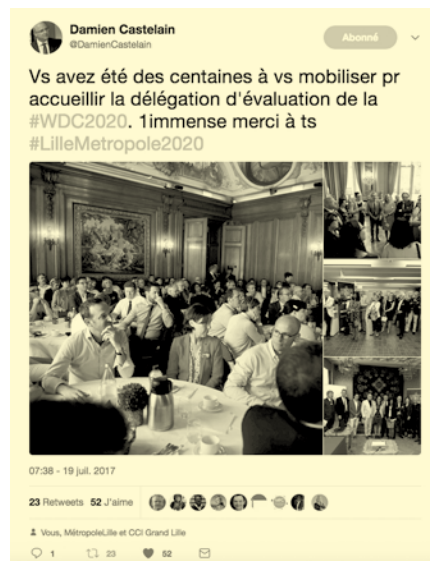 Damien Castelain
@DamienCastelain
Abonné
Vs avez été des centaines à vs mobiliser pr
accueillir la délégation d'évaluation de la
#WDC2020. 1immense merci à ts
#LilleMetropole2020
07:38 - 19 juil. 2017
23 Retweets 52 J'aime
Vous, MétropoleLille et CCI Grand Lille
1 23 52